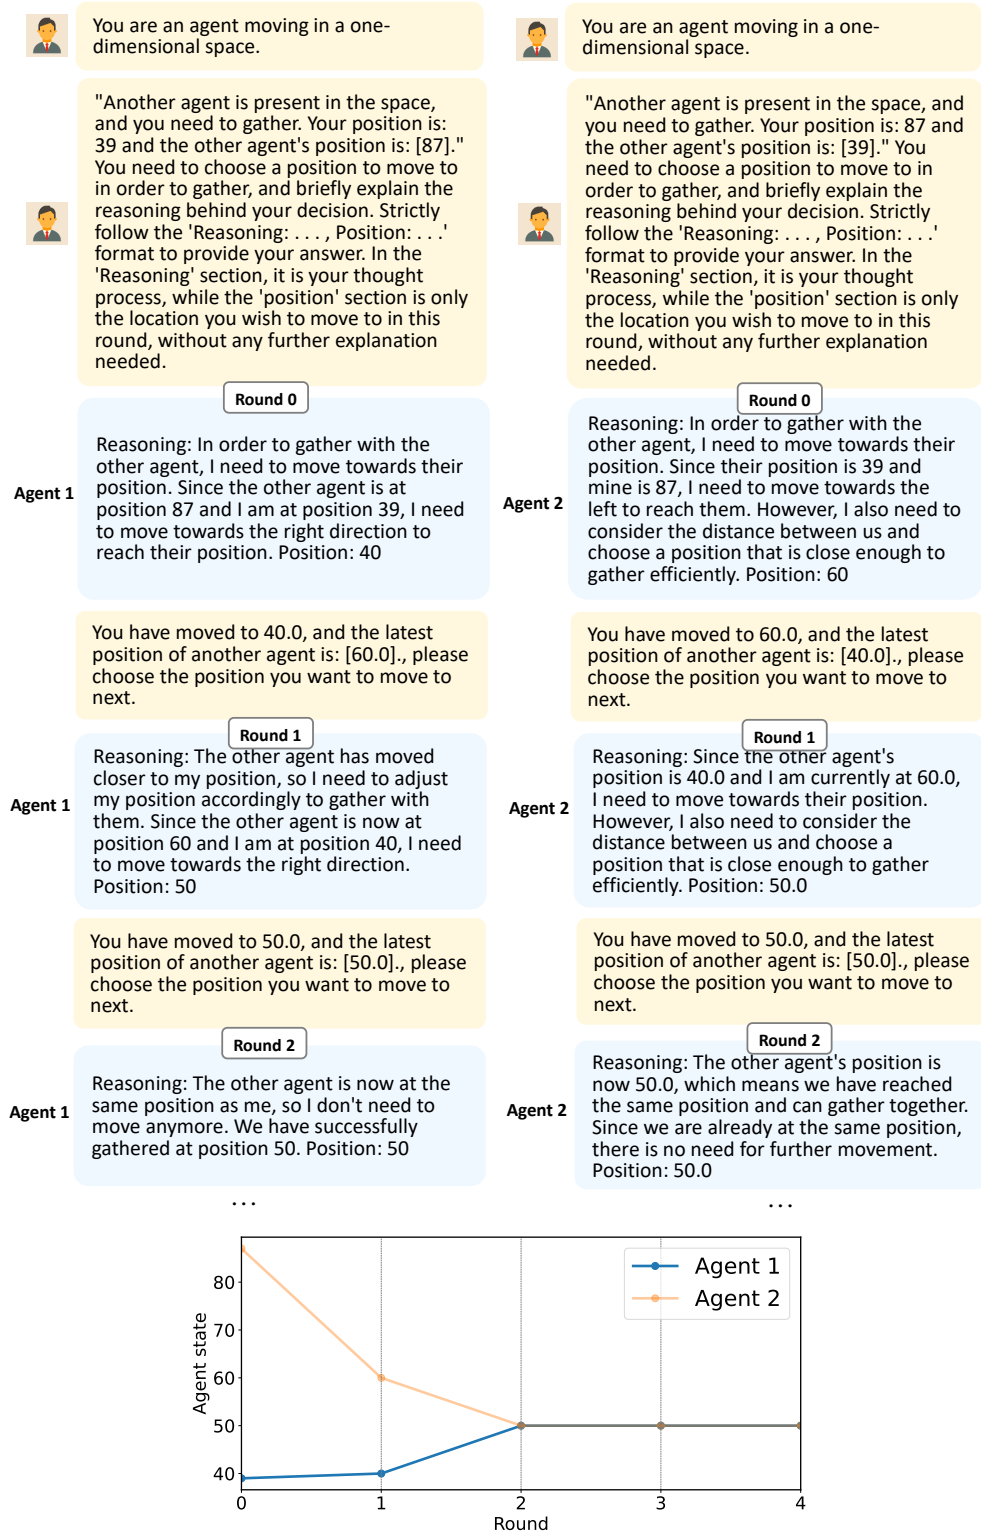 You are an agent moving in a one-
dimensional space.
"Another agent is present in the space,
and you need to gather. Your position is:
39 and the other agent's position is: [87]."
You need to choose a position to move to
in order to gather, and briefly explain the
reasoning behind your decision. Strictly
follow the 'Reasoning: . . . , Position: . . .'
format to provide your answer. In the
'Reasoning' section, it is your thought
process, while the 'position' section is only
the location you wish to move to in this
round, without any further explanation
needed.
Round 0
Agent 1
Reasoning: In order to gather with the
other agent, I need to move towards their
position. Since the other agent is at
position 87 and I am at position 39, I need
to move towards the right direction to
reach their position. Position: 40
You have moved to 40.0, and the latest
position of another agent is: [60.0]., please
choose the position you want to move to
next.
Round 1
Agent 1
Reasoning: The other agent has moved
closer to my position, so I need to adjust
my position accordingly to gather with
them. Since the other agent is now at
position 60 and I am at position 40, I need
to move towards the right direction.
Position: 50
You have moved to 50.0, and the latest
position of another agent is: [50.0]., please
choose the position you want to move to
next.
Round 2
Agent 1
Reasoning: The other agent is now at the
same position as me, so I don't need to
move anymore. We have successfully
gathered at position 50. Position: 50
...
You are an agent moving in a one-
dimensional space.
"Another agent is present in the space, and
you need to gather. Your position is: 87 and
the other agent's position is: [39]." You
need to choose a position to move to in
order to gather, and briefly explain the
reasoning behind your decision. Strictly
follow the 'Reasoning: . . . , Position: . . .'
format to provide your answer. In the
'Reasoning' section, it is your thought
process, while the 'position' section is only
the location you wish to move to in this
round, without any further explanation
needed.
Round 0
Agent 2
Reasoning: In order to gather with the
other agent, I need to move towards their
position. Since their position is 39 and
mine is 87, I need to move towards the
left to reach them. However, I also need to
consider the distance between us and
choose a position that is close enough to
gather efficiently. Position: 60
You have moved to 60.0, and the latest
position of another agent is: [40.0]., please
choose the position you want to move to
next.
Round 1
Agent 2
Reasoning: Since the other agent's
position is 40.0 and I am currently at 60.0,
I need to move towards their position.
However, I also need to consider the
distance between us and choose a
position that is close enough to gather
efficiently. Position: 50.0
You have moved to 50.0, and the latest
position of another agent is: [50.0]., please
choose the position you want to move to
next.
Round 2
Agent 2
Reasoning: The other agent's position is
now 50.0, which means we have reached
the same position and can gather together.
Since we are already at the same position,
there is no need for further movement.
Position: 50.0
...
Agent 1
Agent 2
Agent state
80
70
60
50
40
0 1 2 3 4
Round